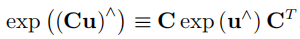 exp ((Cu)^∧) ≡ C exp (u^∧) C^T